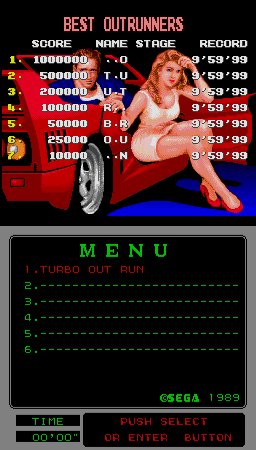 BEST OUTRUNNERS
SCORE NAME STAGE RECORD
1. 1000000 ..O 9'59'99
2. 500000 T.U 9'59'99
3. 200000 U.T 9'59'99
4. 100000 R. 9'59'99
5. 50000 B.R 9'59'99
6. 25000 O.U 9'59'99
7. 10000 ..N 9'59'99
MENU
1.TURBO OUT RUN
2.
3.
4.
5.
6.
©SEGA 1989
TIME
00'00"
PUSH SELECT
OR ENTER BUTTON